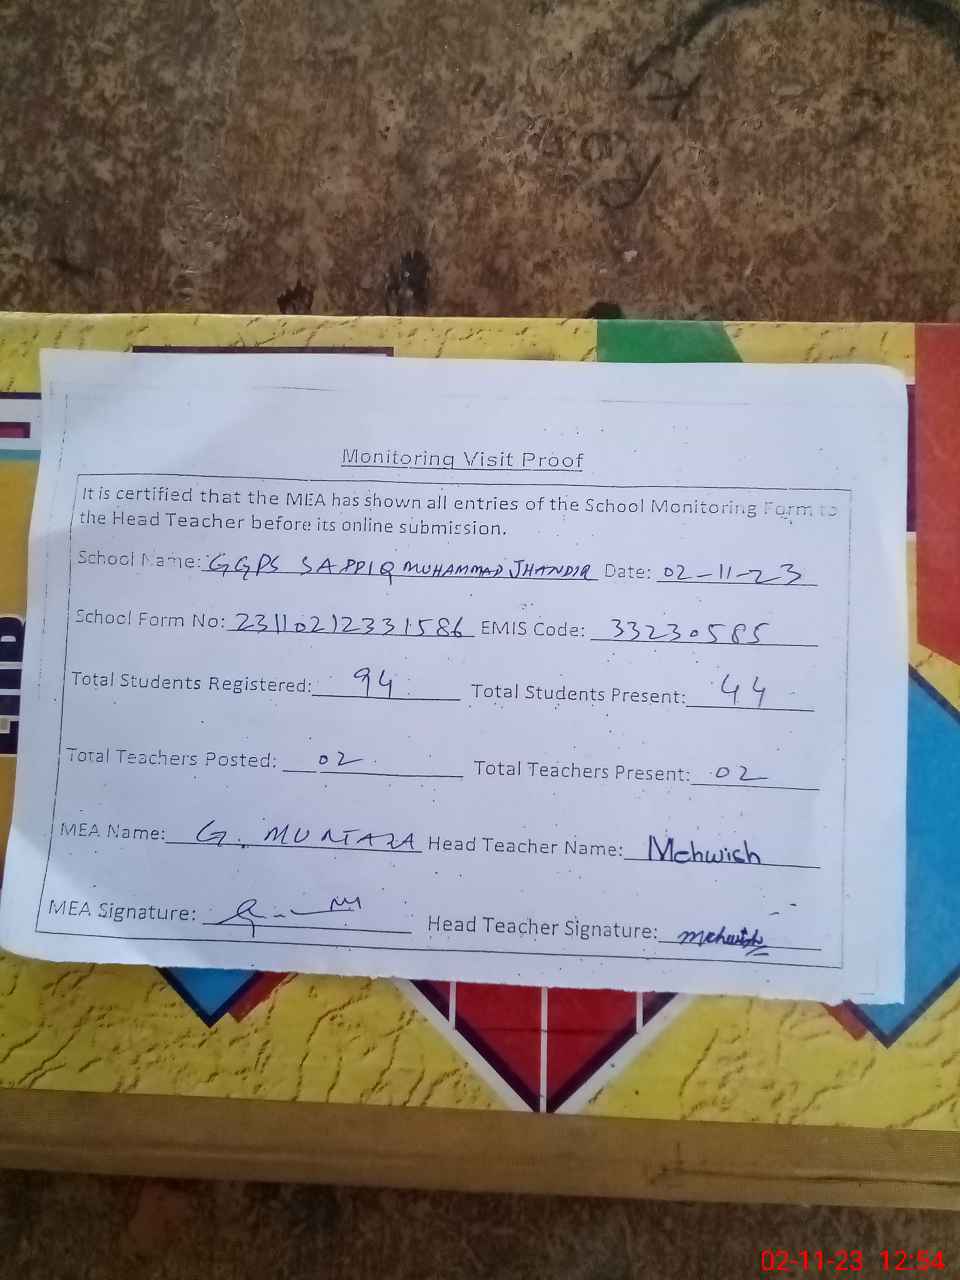 Monitoring Visit Proof
It is certified that the MEA has shown all entries of the School Monitoring Form to
the Head Teacher before its online submission.
School Name: GGPS SADDIQ MUHAMMAD JHANDIR Date: 02-11-23
School Form No: 23110212331586 EMIS Code: 33230585
Total Students Registered: 94 Total Students Present: 44
Total Teachers Posted: 02 Total Teachers Present: 02
MEA Name: G. MURTAZA Head Teacher Name: Mehwish
MEA Signature: Head Teacher Signature: Mehwish
02-11-23 12:54